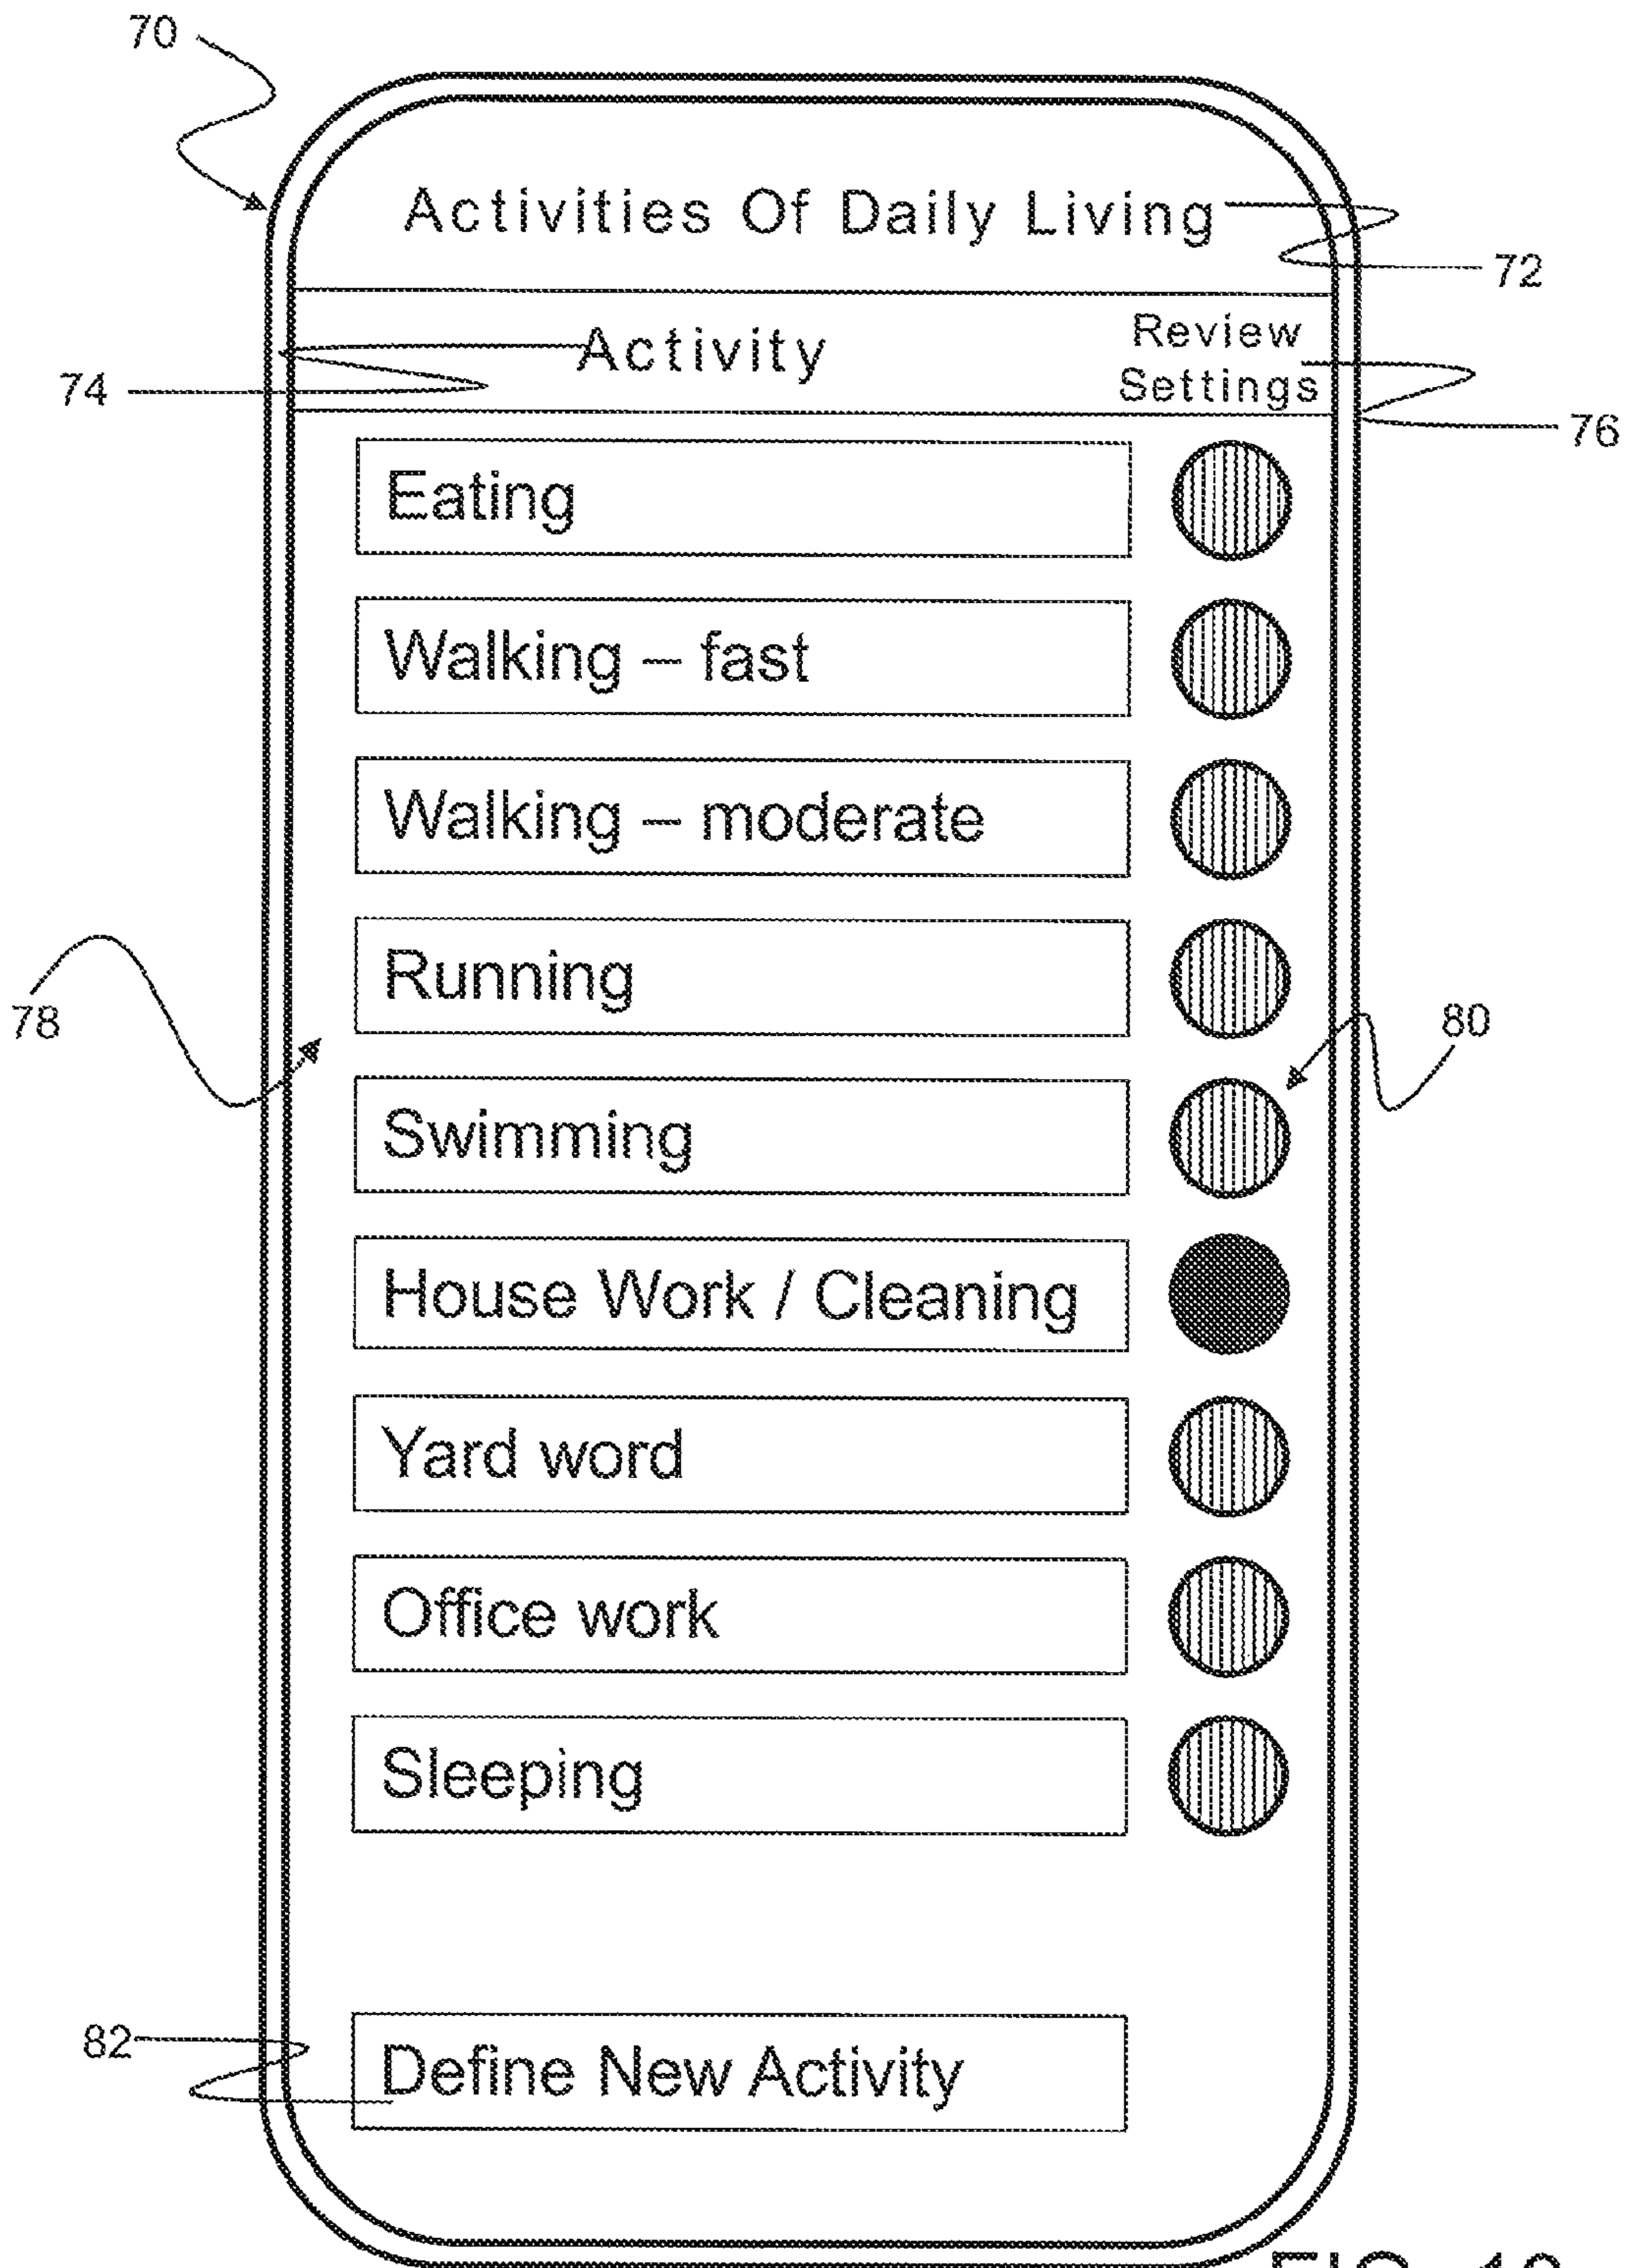 70
Activities Of Daily Living
72
Activity
Review
Settings
74
76
Eating
Walking – fast
Walking – moderate
Running
78
80
Swimming
House Work / Cleaning
Yard word
Office work
Sleeping
82
Define New Activity